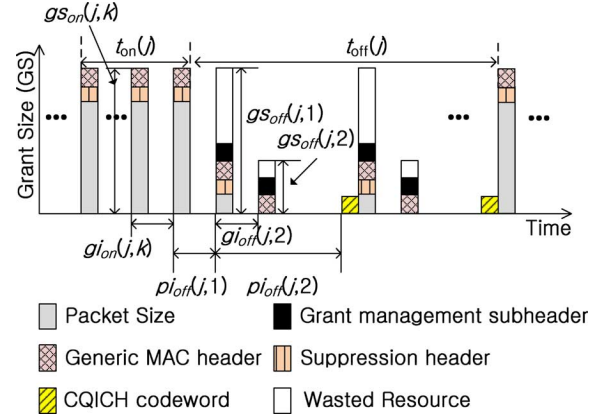 gs_on(j,k)
t_on(j)
t_off(j)
Grant Size (GS)
•••
•••
•••
•••
gs_off(j,1)
gs_off(j,2)
Time
gi_on(j,k)
gi_off(j,2)
pi_off(j,1)
pi_off(j,2)
Packet Size
Grant management subheader
Generic MAC header
Suppression header
CQICH codeword
Wasted Resource